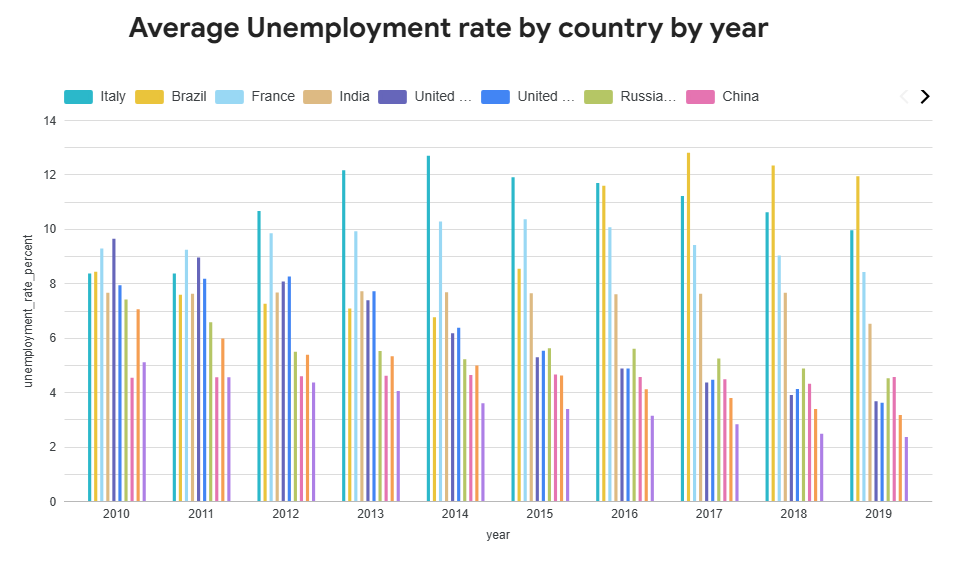 Average Unemployment rate by country by year
Italy Brazil France India United ... United ... Russia... China
14
12
10
8
6
4
2
0
unemployment_rate_percent
2010 2011 2012 2013 2014 2015 2016 2017 2018 2019
year